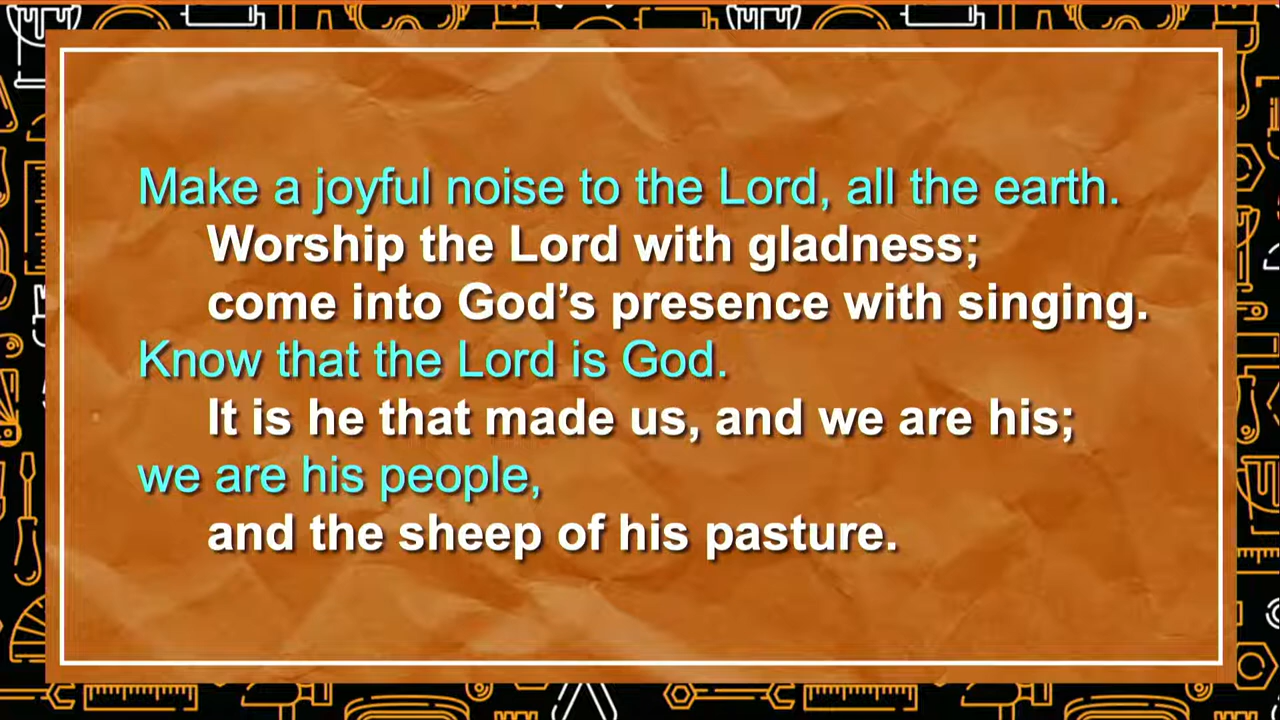 Make a joyful noise to the Lord, all the earth.
Worship the Lord with gladness;
come into God’s presence with singing.
Know that the Lord is God.
It is he that made us, and we are his;
we are his people,
and the sheep of his pasture.